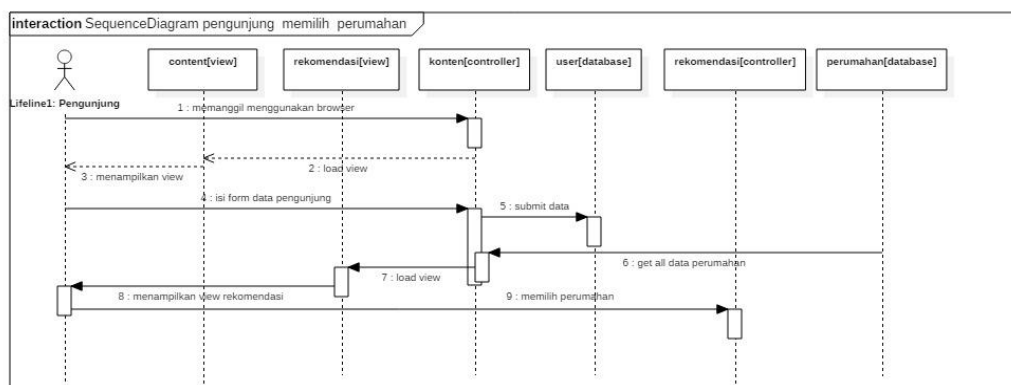 interaction SequenceDiagram pengunjung memilih perumahan
content[view]
rekomendasi[view]
konten[controller]
user[database]
rekomendasi[controller]
perumahan[database]
Lifeline1: Pengunjung
1 : memanggil menggunakan browser
2 : load view
3 : menampilkan view
4 : isi form data pengunjung
5 : submit data
6 : get all data perumahan
7 : load view
8 : menampilkan view rekomendasi
9 : memilih perumahan